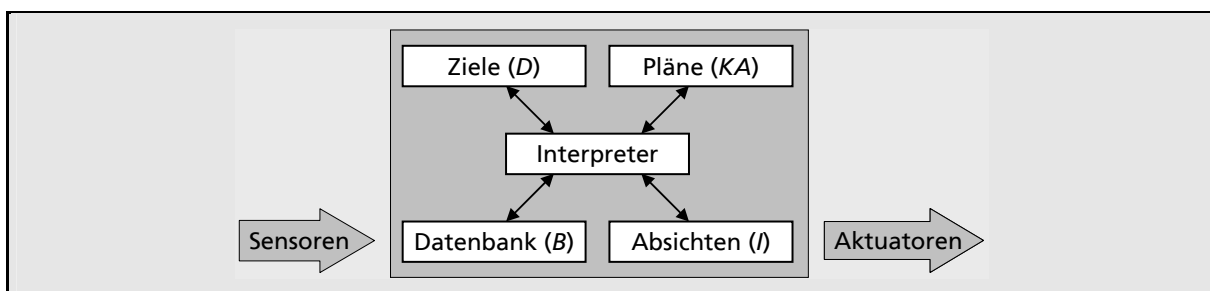 Ziele (D)
Pläne (KA)
Interpreter
Sensoren
Datenbank (B)
Absichten (I)
Aktuatoren